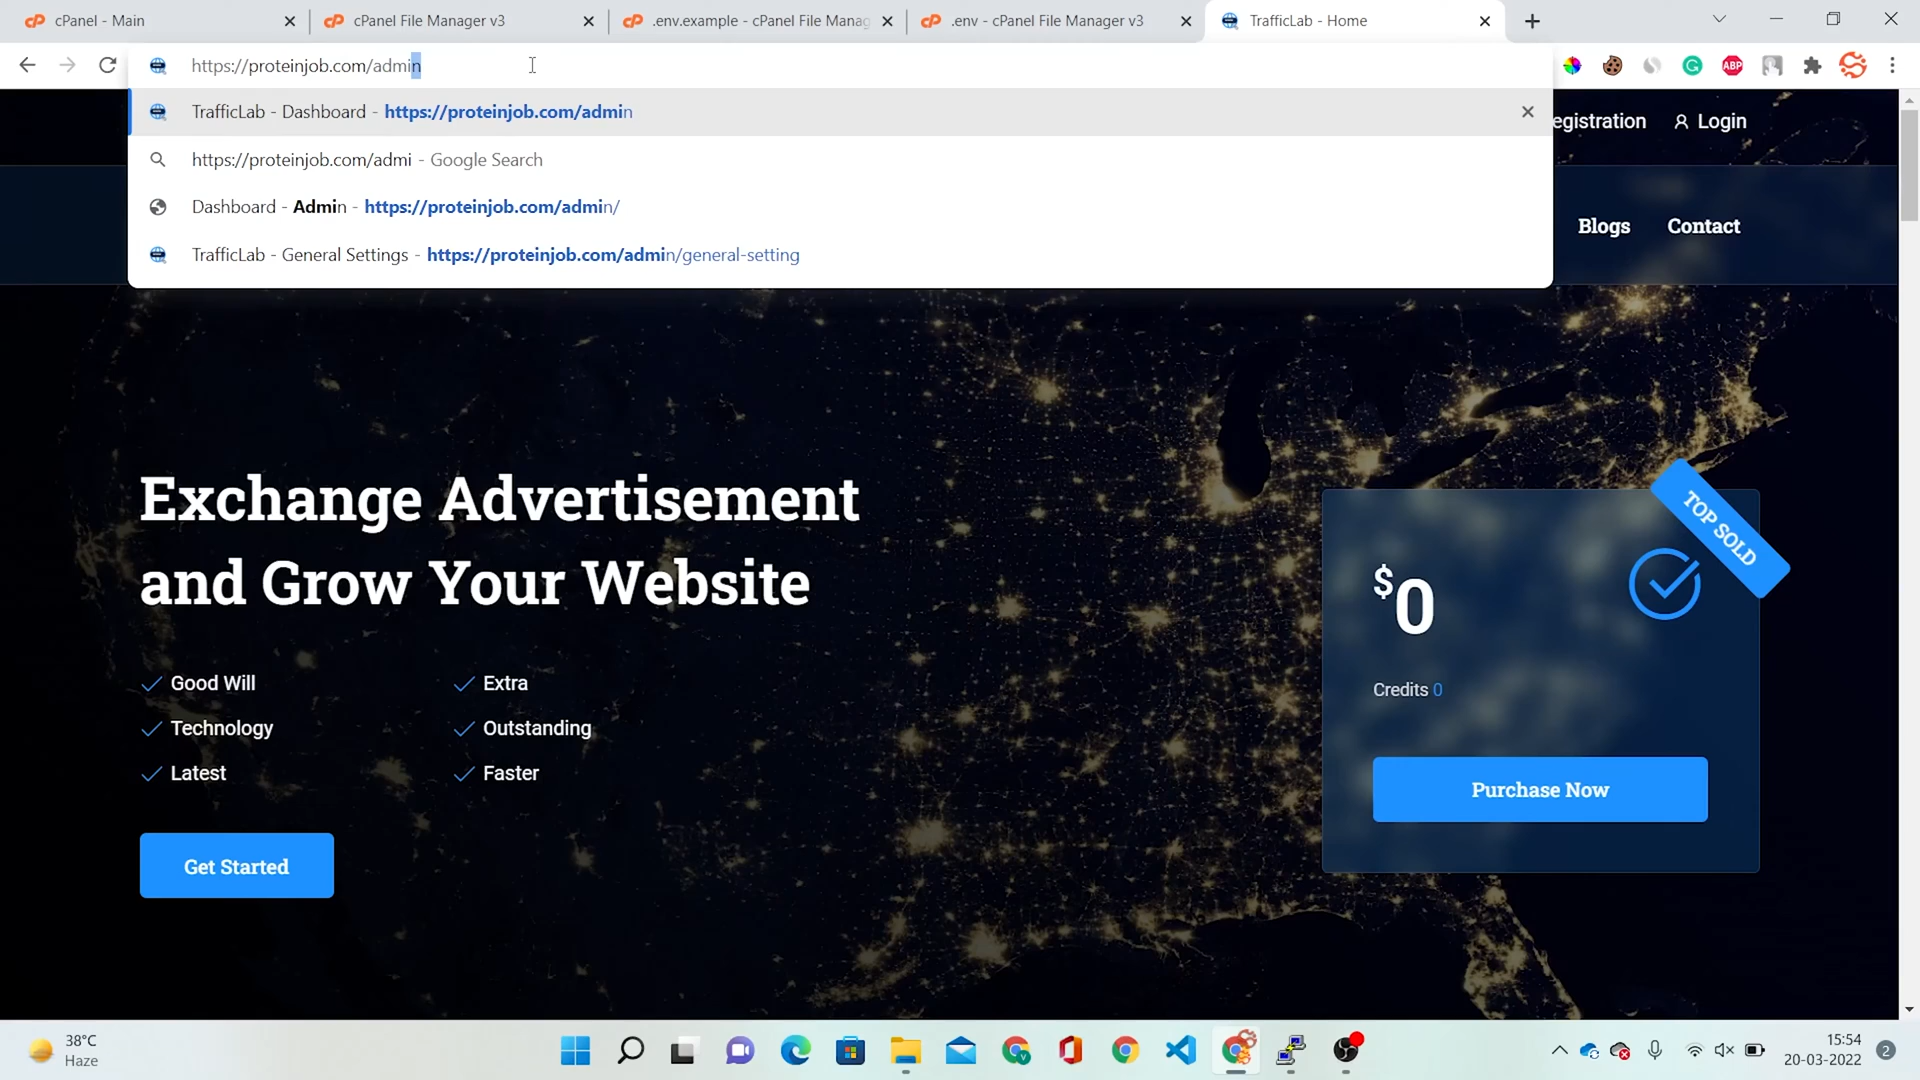 cPanel - Main
cPanel File Manager v3
.env.example - cPanel File Manag
.env - cPanel File Manager v3
TrafficLab - Home
https://proteinjob.com/admin
TrafficLab - Dashboard - https://proteinjob.com/admin
https://proteinjob.com/admi - Google Search
Dashboard - Admin - https://proteinjob.com/admin/
TrafficLab - General Settings - https://proteinjob.com/admin/general-setting
ABP
egistration
Login
Blogs
Contact
Exchange Advertisement
and Grow Your Website
Good Will
Extra
Technology
Outstanding
Latest
Faster
Get Started
TOP SOLD
$0
Credits 0
Purchase Now
38°C
Haze
15:54
20-03-2022
2